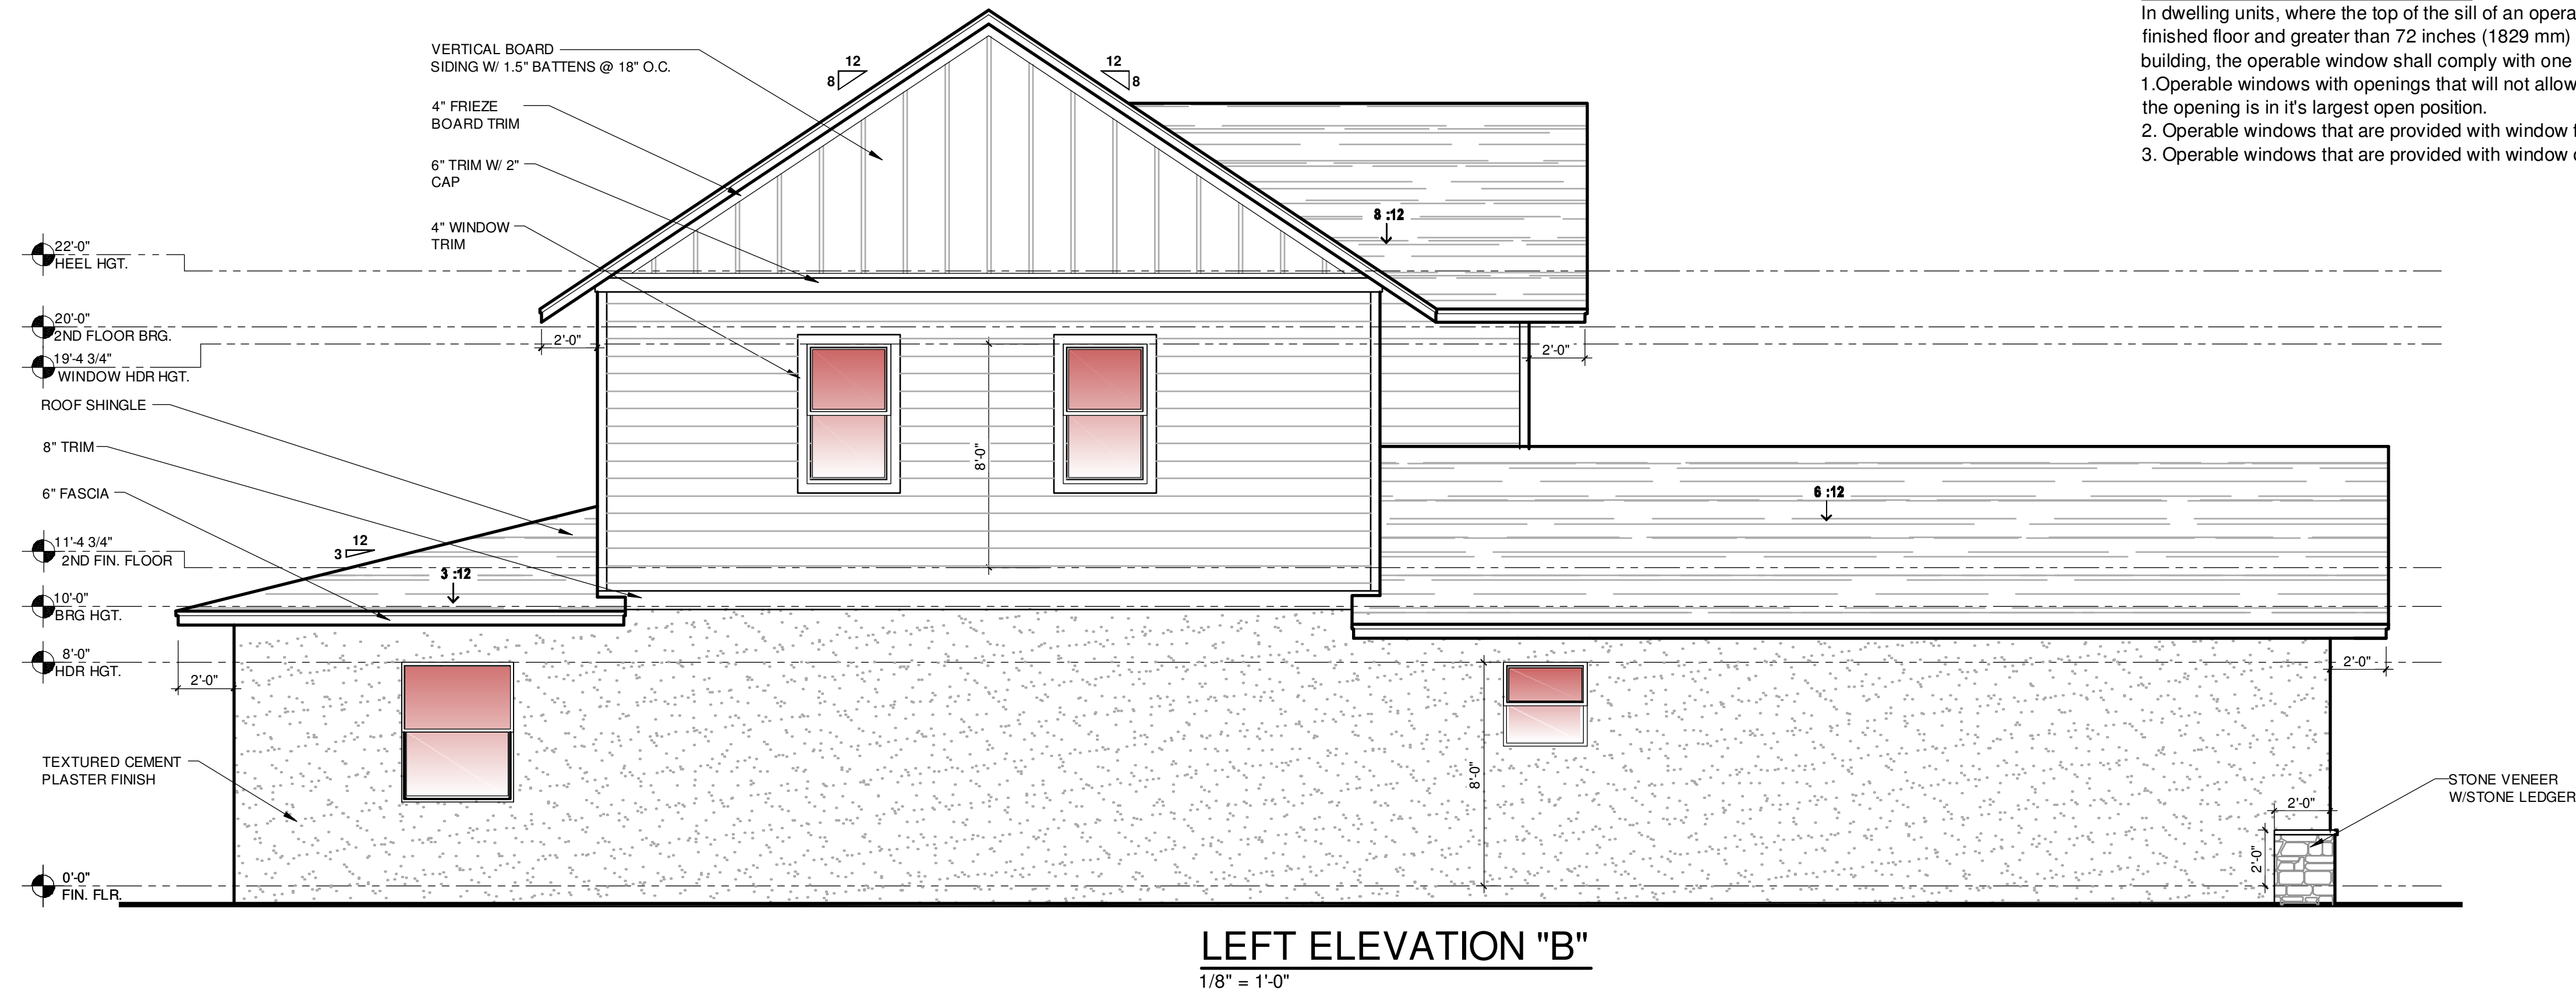 In dwelling units, where the top of the sill of an opera
finished floor and greater than 72 inches (1829 mm)
building, the operable window shall comply with one
1.Operable windows with openings that will not allow
the opening is in it's largest open position.
2. Operable windows that are provided with window f
3. Operable windows that are provided with window
VERTICAL BOARD
SIDING W/ 1.5" BATTENS @ 18" O.C.
4" FRIEZE
BOARD TRIM
6" TRIM W/ 2"
CAP
4" WINDOW
TRIM
12
8
12
8
8 :12
22'-0"
HEEL HGT.
20'-0"
2ND FLOOR BRG.
19'-4 3/4"
WINDOW HDR HGT.
2'-0"
2'-0"
ROOF SHINGLE
8" TRIM
6" FASCIA
8'-0"
6 :12
12
3
3 :12
11'-4 3/4"
2ND FIN. FLOOR
10'-0"
BRG HGT.
8'-0"
HDR HGT.
2'-0"
2'-0"
TEXTURED CEMENT
PLASTER FINISH
8'-0"
STONE VENEER
W/STONE LEDGER
2'-0"
2'-0"
0'-0"
FIN. FLR.
LEFT ELEVATION "B"
1/8" = 1'-0"